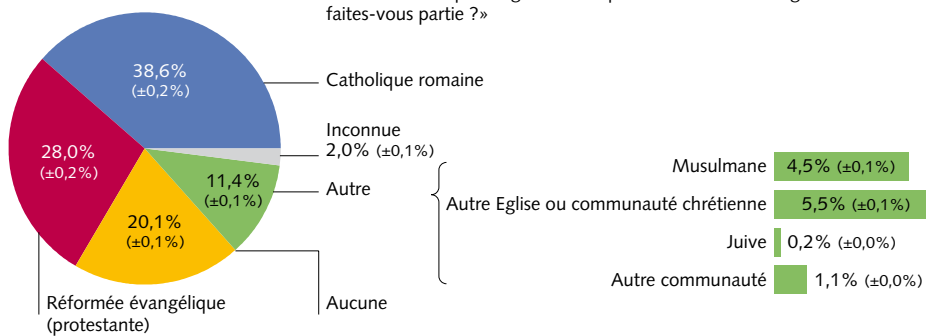 faites-vous partie ?»
38,6%
(±0,2%)
Catholique romaine
Inconnue
2,0% (±0,1%)
28,0%
(±0,2%)
11,4%
(±0,1%)
Autre
20,1%
(±0,1%)
Aucune
Réformée évangélique
(protestante)
Musulmane 4,5% (±0,1%)
Autre Eglise ou communauté chrétienne 5,5% (±0,1%)
Juive 0,2% (±0,0%)
Autre communauté 1,1% (±0,0%)